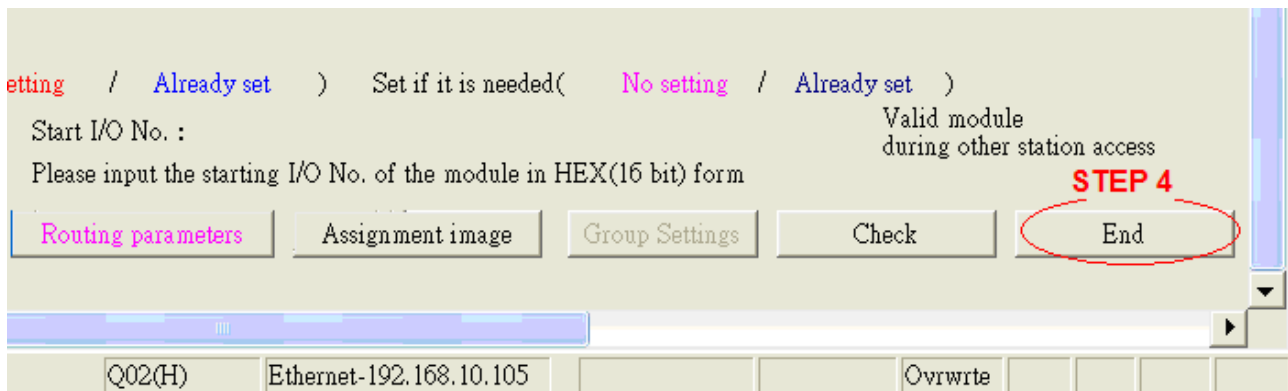 etting / Already set ) Set if it is needed( No setting / Already set )
Start I/O No. :
Valid module
during other station access
Please input the starting I/O No. of the module in HEX(16 bit) form
STEP 4
Routing parameters Assignment image Group Settings Check End
Q02(H) Ethernet-192.168.10.105 Ovrwrte